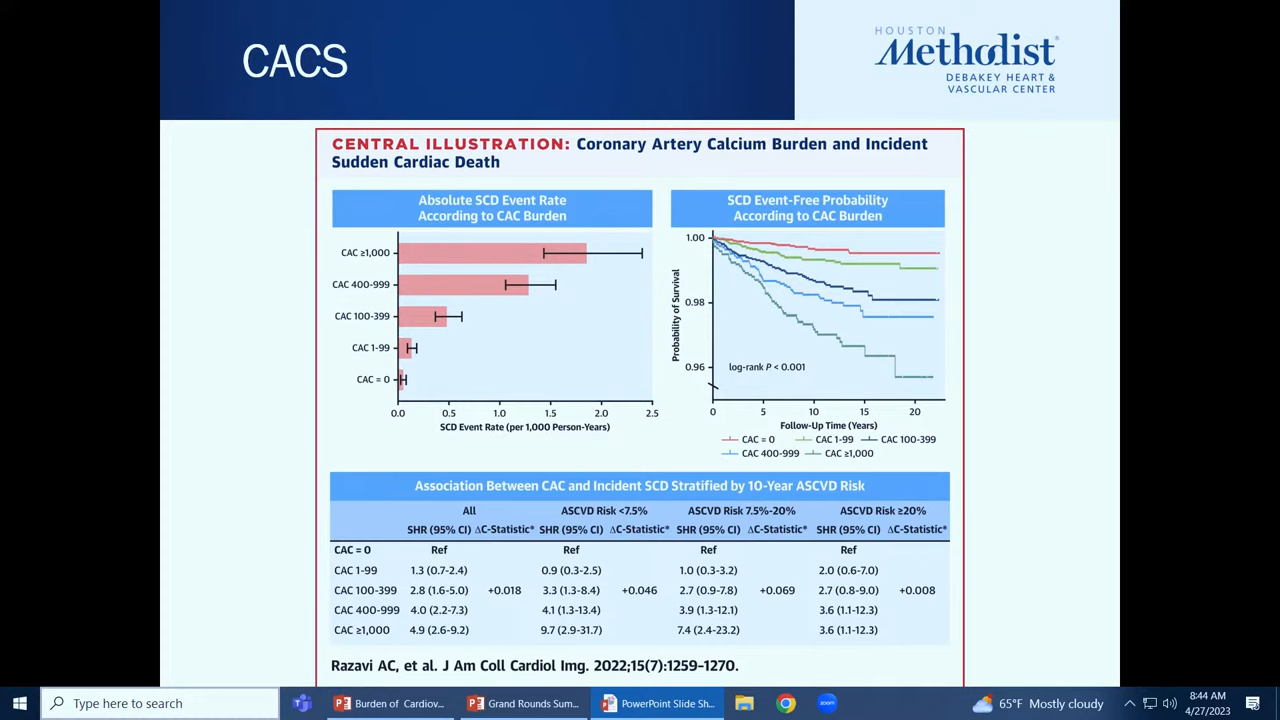 CACS
HOUSTON
Methodist®
DEBAKEY HEART &
VASCULAR CENTER
CENTRAL ILLUSTRATION: Coronary Artery Calcium Burden and Incident
Sudden Cardiac Death
Absolute SCD Event Rate
According to CAC Burden
CAC ≥1,000
CAC 400-999
CAC 100-399
CAC 1-99
CAC = 0
0.0 0.5 1.0 1.5 2.0 2.5
SCD Event Rate (per 1,000 Person-Years)
SCD Event-Free Probability
According to CAC Burden
Probability of Survival
1.00
0.98
0.96
log-rank P < 0.001
0 5 10 15 20
Follow-Up Time (Years)
CAC = 0 CAC 1-99 CAC 100-399
CAC 400-999 CAC ≥1,000
Association Between CAC and Incident SCD Stratified by 10-Year ASCVD Risk
All ASCVD Risk <7.5% ASCVD Risk 7.5%-20% ASCVD Risk ≥20%
SHR (95% CI) ΔC-Statistic* SHR (95% CI) ΔC-Statistic* SHR (95% CI) ΔC-Statistic* SHR (95% CI) ΔC-Statistic*
CAC = 0 Ref Ref Ref Ref
CAC 1-99 1.3 (0.7-2.4) 0.9 (0.3-2.5) 1.0 (0.3-3.2) 2.0 (0.6-7.0)
CAC 100-399 2.8 (1.6-5.0) +0.018 3.3 (1.3-8.4) +0.046 2.7 (0.9-7.8) +0.069 2.7 (0.8-9.0) +0.008
CAC 400-999 4.0 (2.2-7.3) 4.1 (1.3-13.4) 3.9 (1.3-12.1) 3.6 (1.1-12.3)
CAC ≥1,000 4.9 (2.6-9.2) 9.7 (2.9-31.7) 7.4 (2.4-23.2) 3.6 (1.1-12.3)
Razavi AC, et al. J Am Coll Cardiol Img. 2022;15(7):1259–1270.
Type here to search
Burden of Cardiov...
Grand Rounds Sum...
PowerPoint Slide Sh...
zoom
65°F Mostly cloudy
8:44 AM
4/27/2023